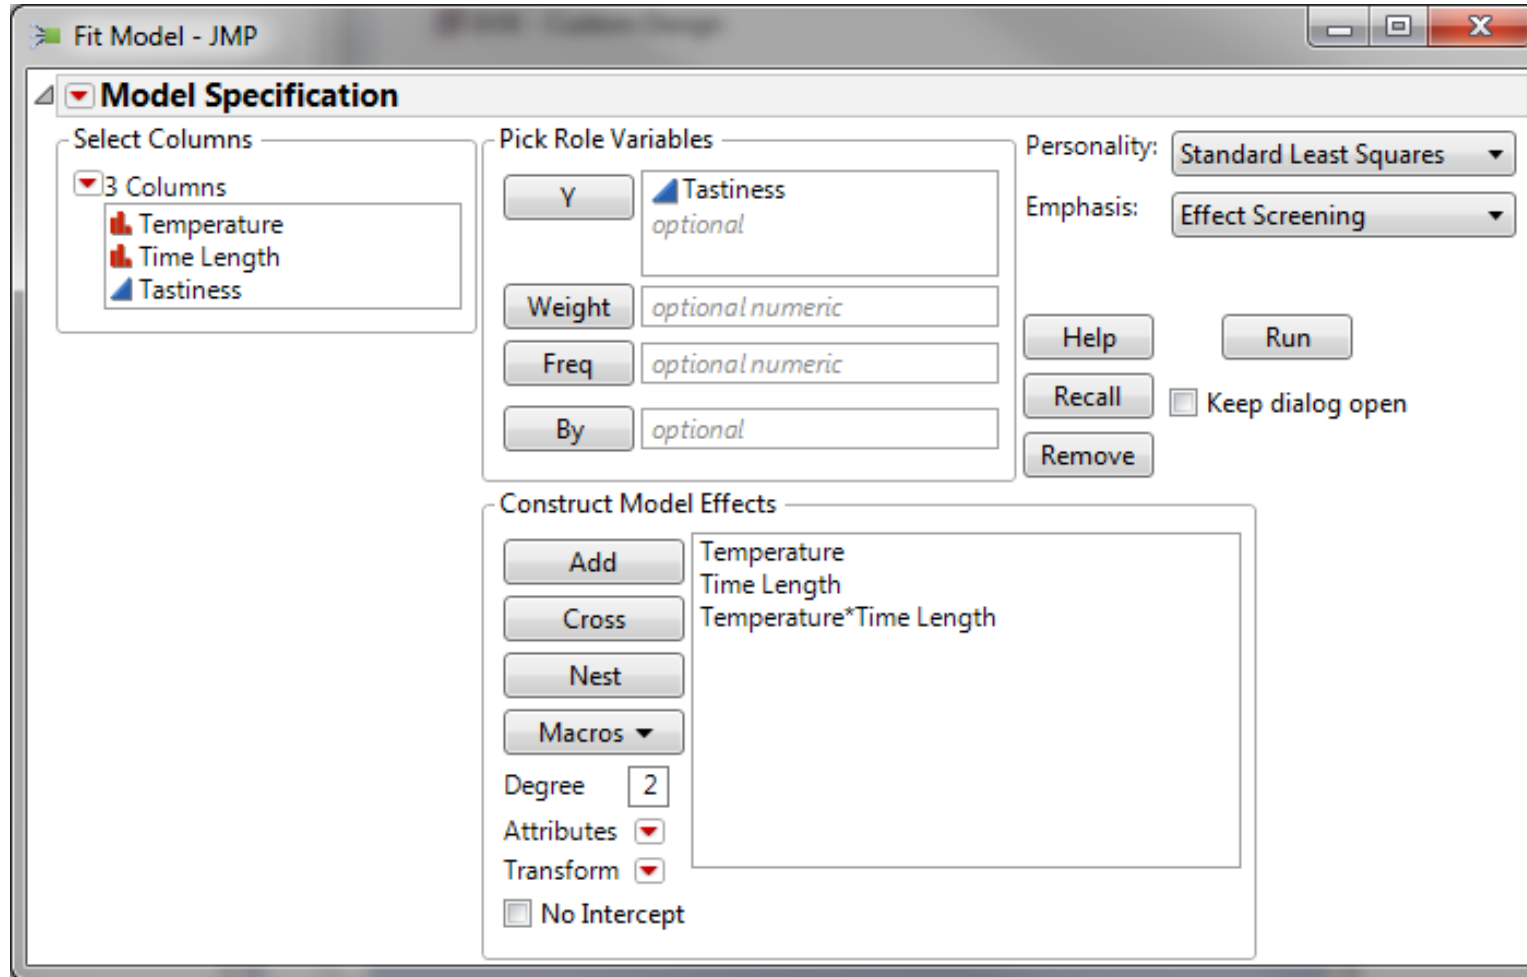 Fit Model - JMP
Model Specification
Select Columns
3 Columns
Temperature
Time Length
Tastiness
Pick Role Variables
Y
Tastiness
optional
Weight
optional numeric
Freq
optional numeric
By
optional
Personality:
Standard Least Squares
Emphasis:
Effect Screening
Help
Run
Recall
Keep dialog open
Remove
Construct Model Effects
Add
Cross
Nest
Macros
Degree 2
Attributes
Transform
No Intercept
Temperature
Time Length
Temperature*Time Length